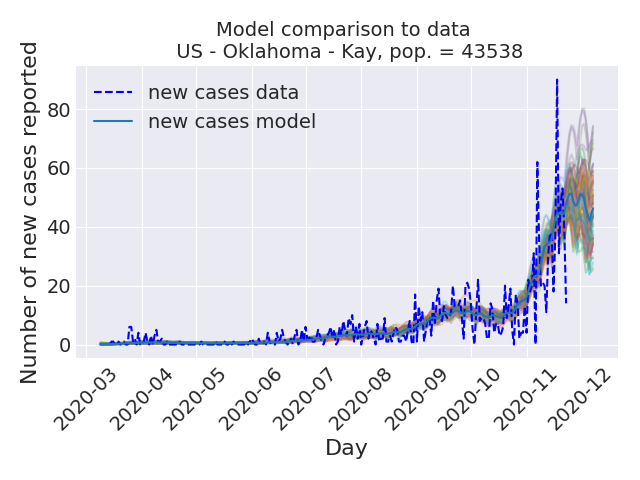 Model comparison to data
US - Oklahoma - Kay, pop. = 43538
new cases data
new cases model
Number of new cases reported
80
60
40
20
0
2020-03
2020-04
2020-05
2020-06
2020-07
2020-08
2020-09
2020-10
2020-11
2020-12
Day